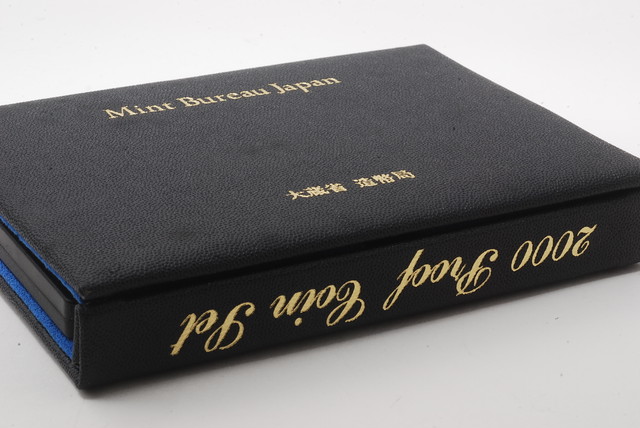 Mint Bureau Japan
大蔵省 造幣局
2000 Proof Coin Set